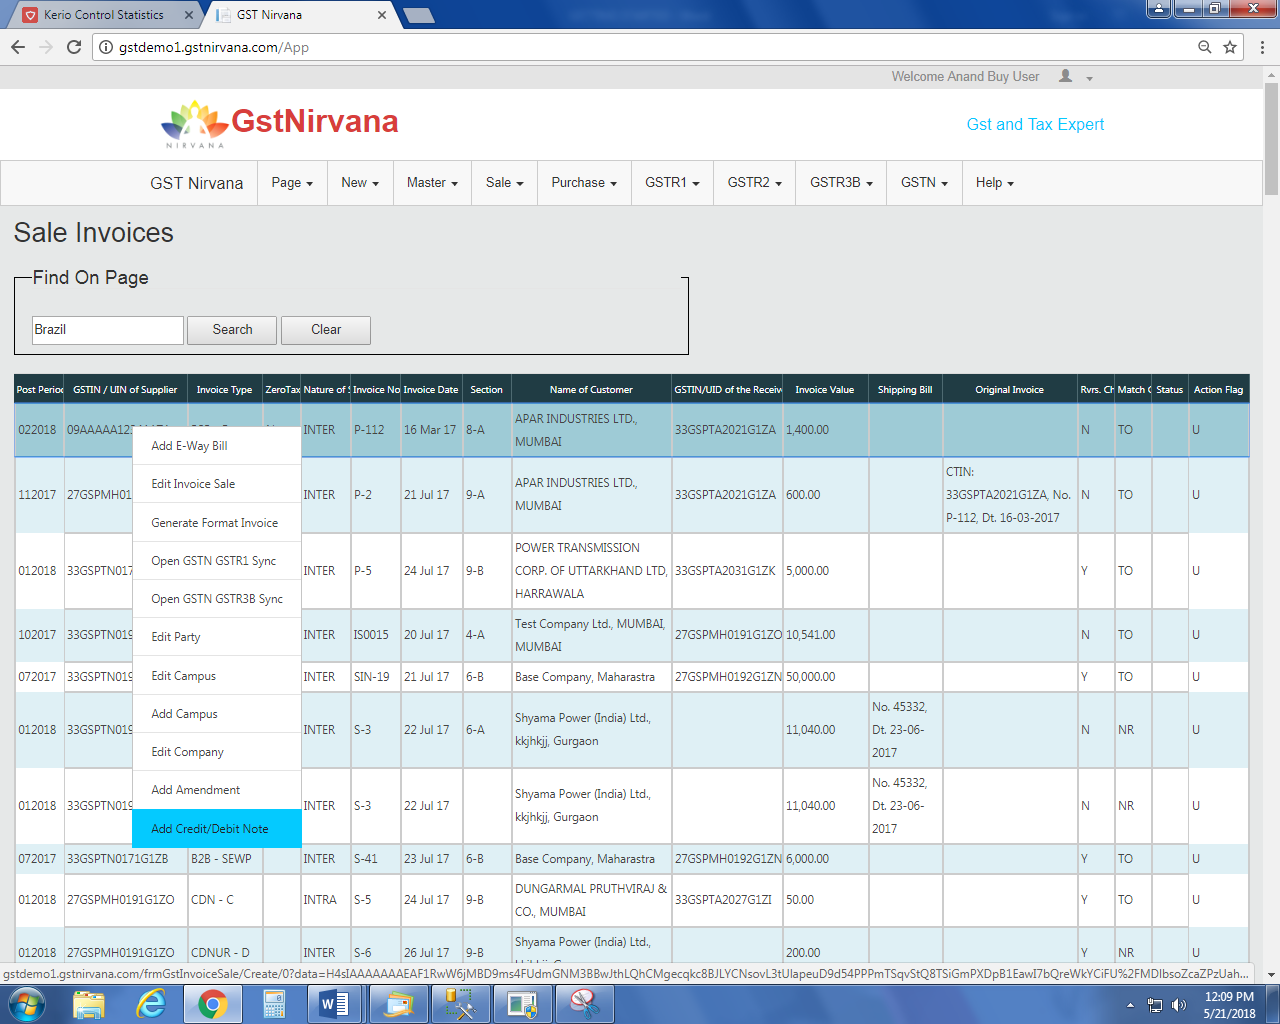 Kerio Control Statistics
GST Nirvana
gstdemo1.gstnirvana.com/App
Welcome Anand Buy User
NIRVANA
GstNirvana
Gst and Tax Expert
GST Nirvana Page New Master Sale Purchase GSTR1 GSTR2 GSTR3B GSTN Help
Sale Invoices
Find On Page
Brazil Search Clear
Post Period GSTIN / UIN of Supplier Invoice Type ZeroTax Nature of Invoice No Invoice Date Section Name of Customer GSTIN/UID of the Receiv Invoice Value Shipping Bill Original Invoice Rvrs. Ch Match Status Action Flag
022018 INTER P-112 16 Mar 17 8-A APAR INDUSTRIES LTD., MUMBAI 33GSPTA2021G1ZA 1,400.00 N TO U
112017 27GSPMH01 INTER P-2 21 Jul 17 9-A APAR INDUSTRIES LTD., MUMBAI 33GSPTA2021G1ZA 600.00 CTIN: 33GSPTA2021G1ZA, No. P-112, Dt. 16-03-2017 N TO U
012018 33GSPTN017 INTER P-5 24 Jul 17 9-B POWER TRANSMISSION CORP. OF UTTARKHAND LTD, HARRAWALA 33GSPTA2031G1ZK 5,000.00 Y TO U
102017 33GSPTN019 INTER IS0015 20 Jul 17 4-A Test Company Ltd., MUMBAI, MUMBAI 27GSPMH0191G1ZO 10,541.00 N TO U
072017 33GSPTN019 INTER SIN-19 21 Jul 17 6-B Base Company, Maharastra 27GSPMH0192G1ZN 50,000.00 Y TO U
012018 33GSPTN019 INTER S-3 22 Jul 17 6-A Shyama Power (India) Ltd., kkjhkjj, Gurgaon 11,040.00 No. 45332, Dt. 23-06-2017 N NR U
012018 33GSPTN019 INTER S-3 22 Jul 17 Shyama Power (India) Ltd., kkjhkjj, Gurgaon 11,040.00 No. 45332, Dt. 23-06-2017 N NR U
072017 33GSPTN0171G1ZB B2B - SEWP INTER S-41 23 Jul 17 6-B Base Company, Maharastra 27GSPMH0192G1ZN 6,000.00 Y TO U
012018 27GSPMH0191G1ZO CDN - C INTRA S-5 24 Jul 17 9-B DUNGARMAL PRUTHVIRAJ & CO., MUMBAI 33GSPTA2027G1ZI 50.00 Y TO U
012018 27GSPMH0191G1ZO CDNUR - D INTER S-6 26 Jul 17 9-B Shyama Power (India) Ltd., 200.00 Y NR U
Add E-Way Bill
Edit Invoice Sale
Generate Format Invoice
Open GSTN GSTR1 Sync
Open GSTN GSTR3B Sync
Edit Party
Edit Campus
Add Campus
Edit Company
Add Amendment
Add Credit/Debit Note
12:09 PM
5/21/2018